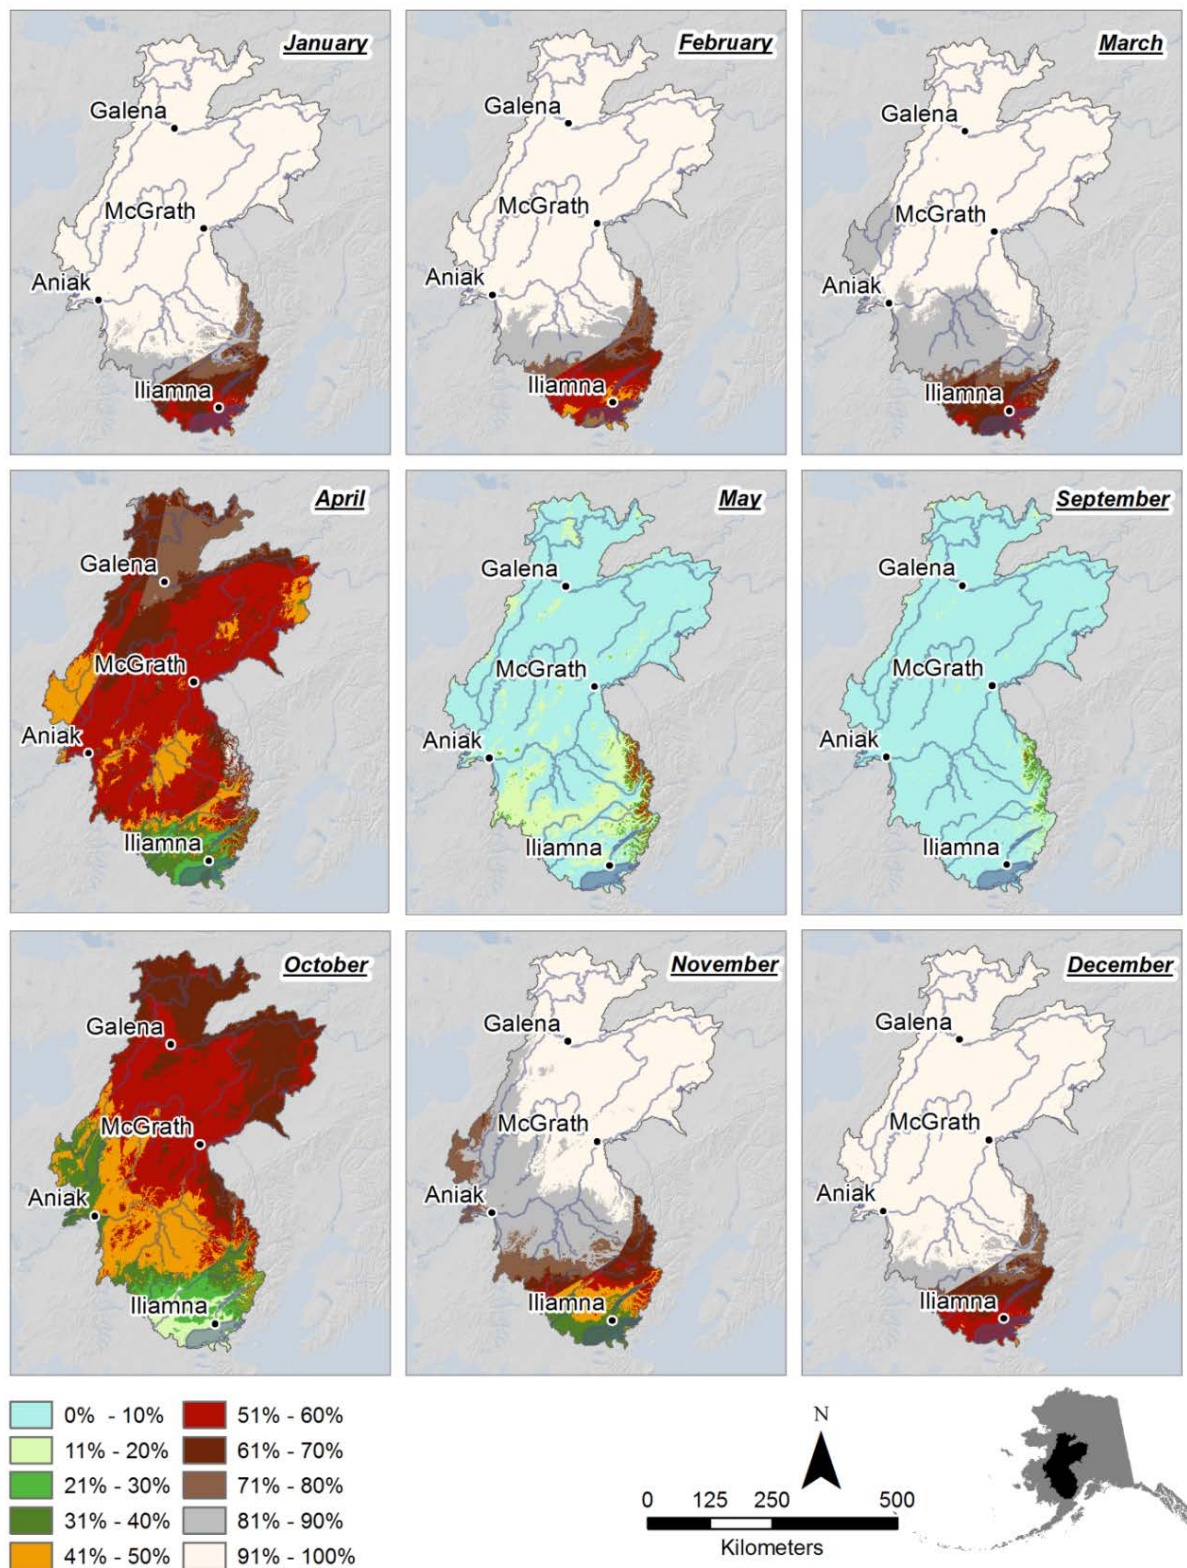 January
Galena
McGrath
Aniak
Iliamna
February
Galena
McGrath
Aniak
Iliamna
March
Galena
McGrath
Aniak
Iliamna
April
Galena
McGrath
Aniak
Iliamna
May
Galena
McGrath
Aniak
Iliamna
September
Galena
McGrath
Aniak
Iliamna
October
Galena
McGrath
Aniak
Iliamna
November
Galena
McGrath
Aniak
Iliamna
December
Galena
McGrath
Aniak
Iliamna
0% - 10%
11% - 20%
21% - 30%
31% - 40%
41% - 50%
51% - 60%
61% - 70%
71% - 80%
81% - 90%
91% - 100%
N
0 125 250 500
Kilometers